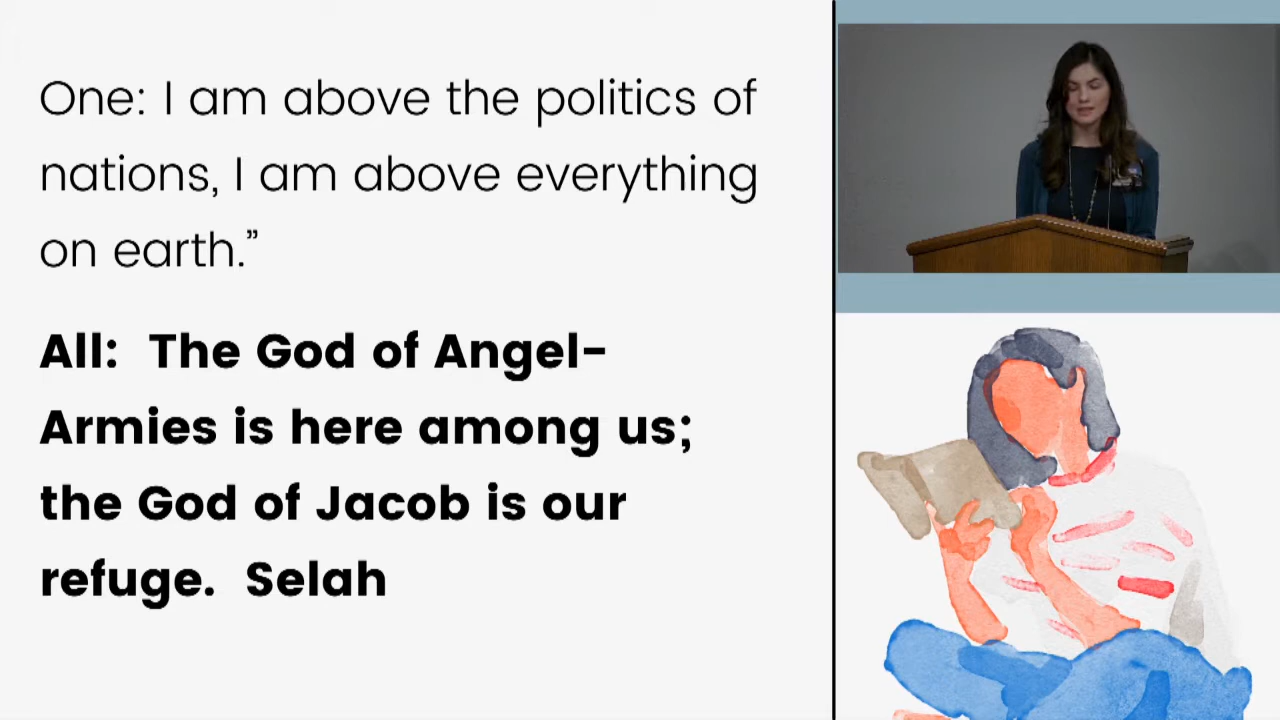 One: I am above the politics of
nations, I am above everything
on earth.”
All:  The God of Angel-
Armies is here among us;
the God of Jacob is our
refuge.  Selah